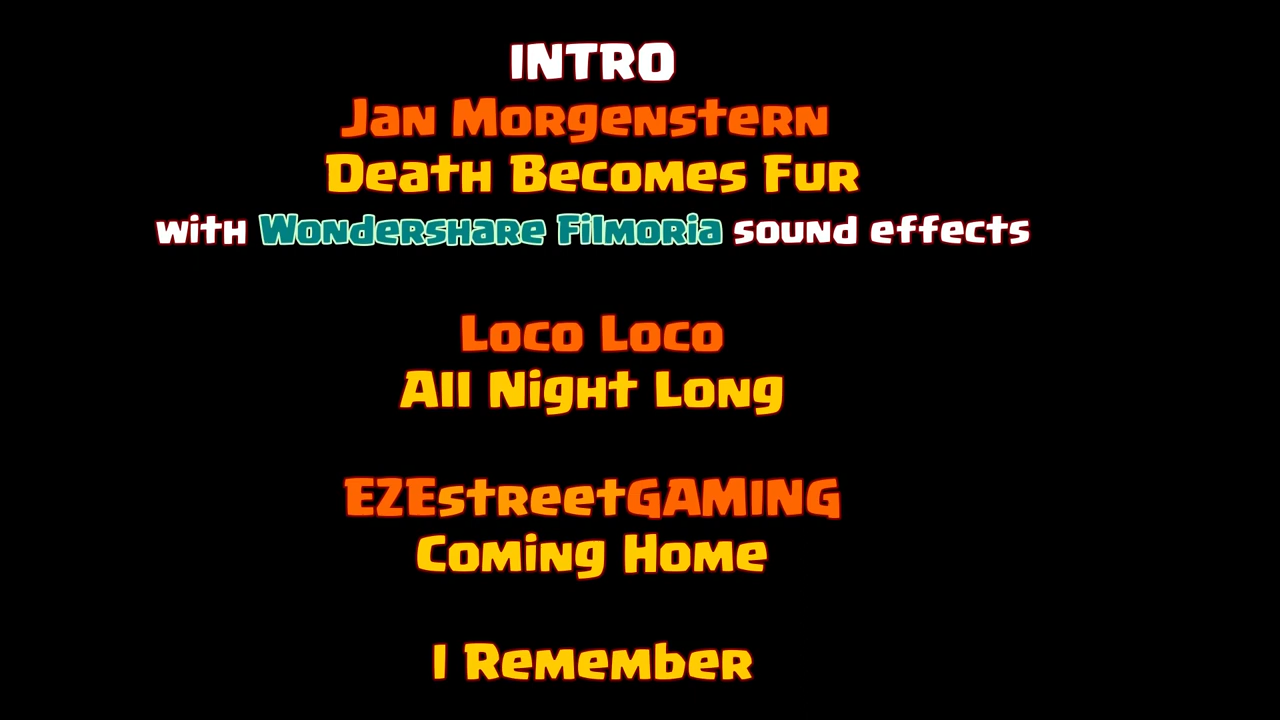 INTRO
Jan Morgenstern
Death Becomes Fur
with Wondershare Filmoria sound effects
Loco Loco
All Night Long
EZEstreetGAMING
Coming Home
I Remember